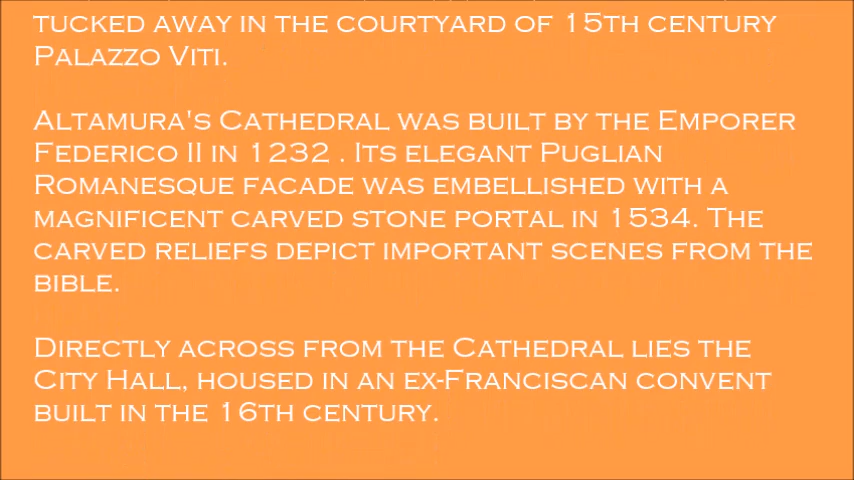 TUCKED AWAY IN THE COURTYARD OF 15TH CENTURY
PALAZZO VITI.
ALTAMURA'S CATHEDRAL WAS BUILT BY THE EMPORER
FEDERICO II IN 1232 . ITS ELEGANT PUGLIAN
ROMANESQUE FACADE WAS EMBELLISHED WITH A
MAGNIFICENT CARVED STONE PORTAL IN 1534. THE
CARVED RELIEFS DEPICT IMPORTANT SCENES FROM THE
BIBLE.
DIRECTLY ACROSS FROM THE CATHEDRAL LIES THE
CITY HALL, HOUSED IN AN EX-FRANCISCAN CONVENT
BUILT IN THE 16TH CENTURY.